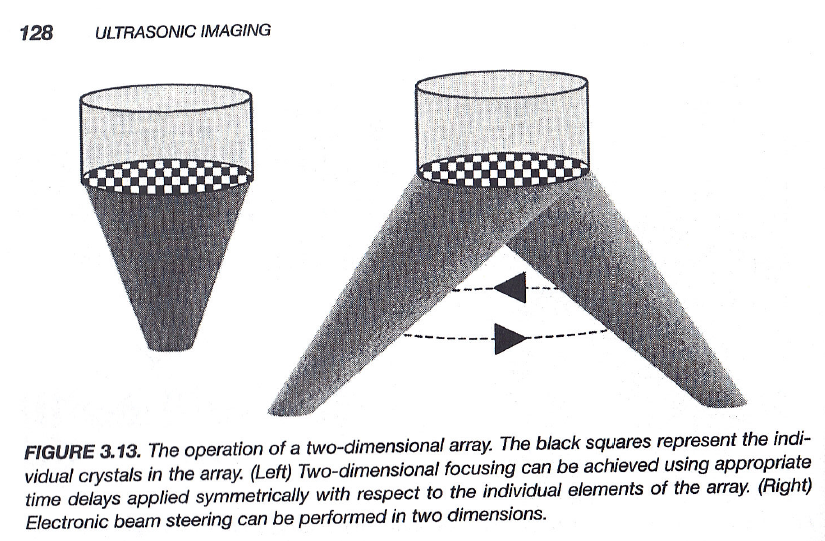 128 ULTRASONIC IMAGING
FIGURE 3.13. The operation of a two-dimensional array. The black squares represent the indi-
vidual crystals in the array. (Left) Two-dimensional focusing can be achieved using appropriate
time delays applied symmetrically with respect to the individual elements of the array. (Right)
Electronic beam steering can be performed in two dimensions.